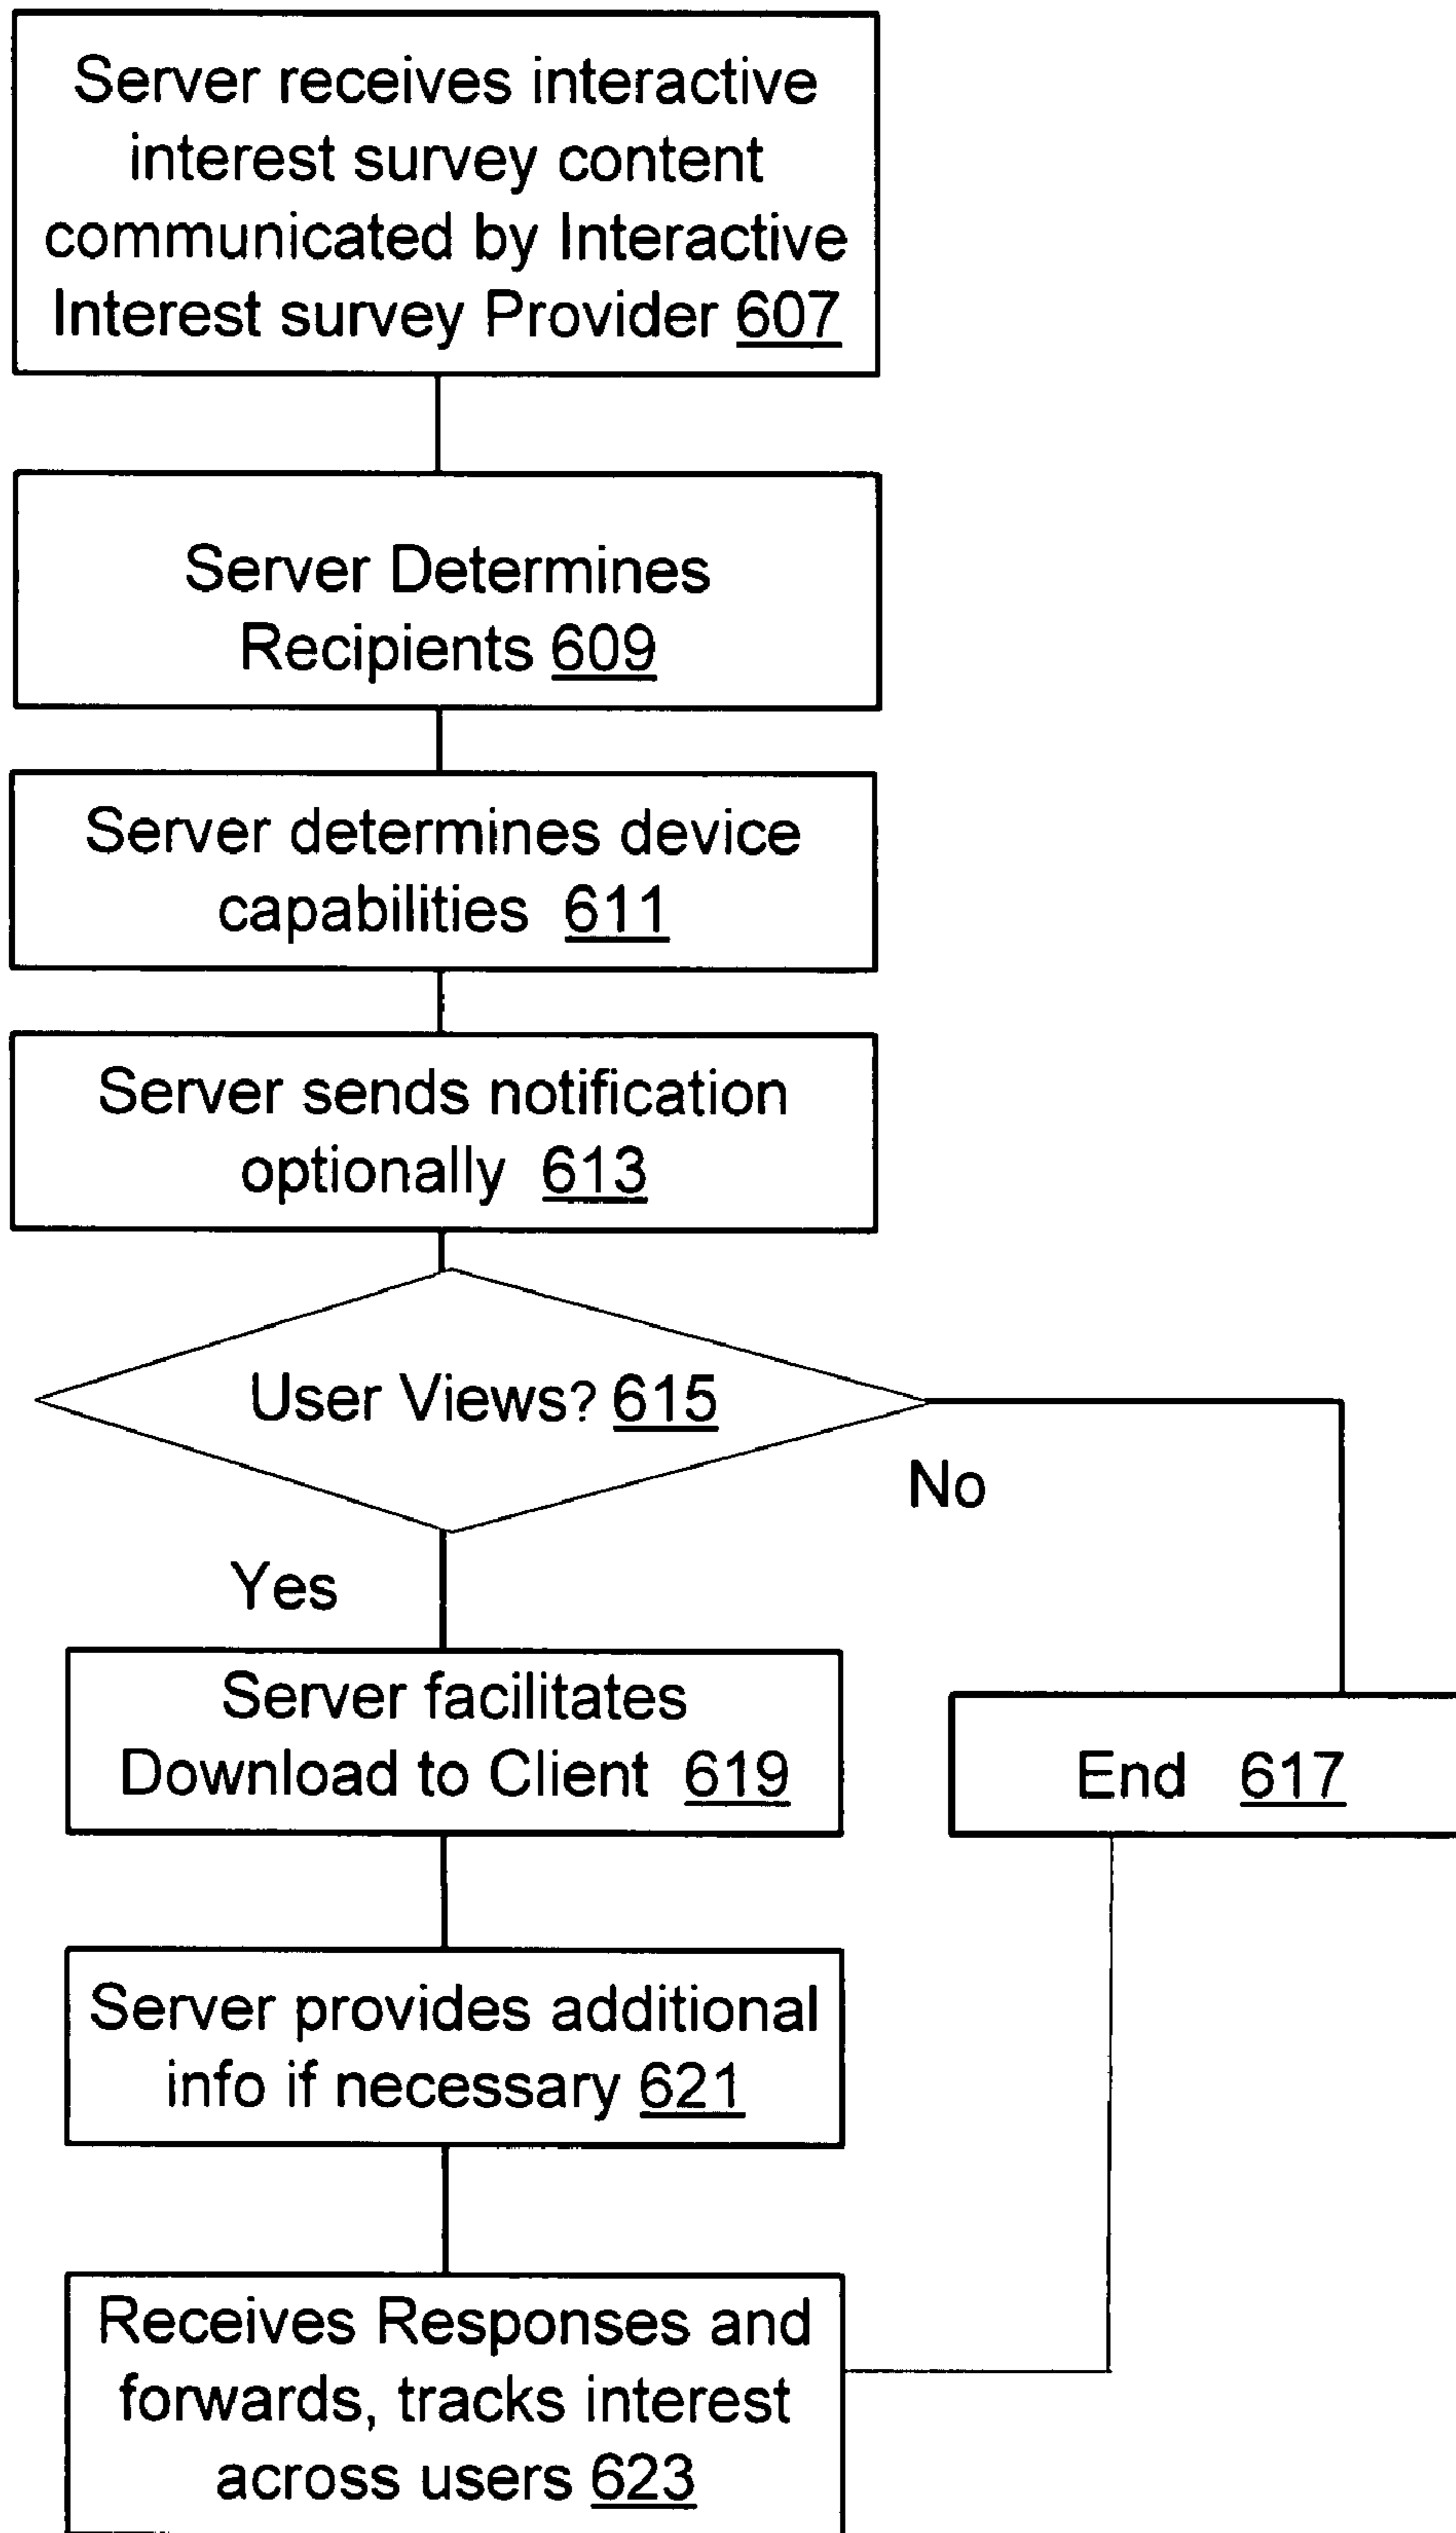 Server receives interactive
interest survey content
communicated by Interactive
Interest survey Provider 607
Server Determines
Recipients 609
Server determines device
capabilities 611
Server sends notification
optionally 613
User Views? 615
No
Yes
Server facilitates
Download to Client 619
End 617
Server provides additional
info if necessary 621
Receives Responses and
forwards, tracks interest
across users 623